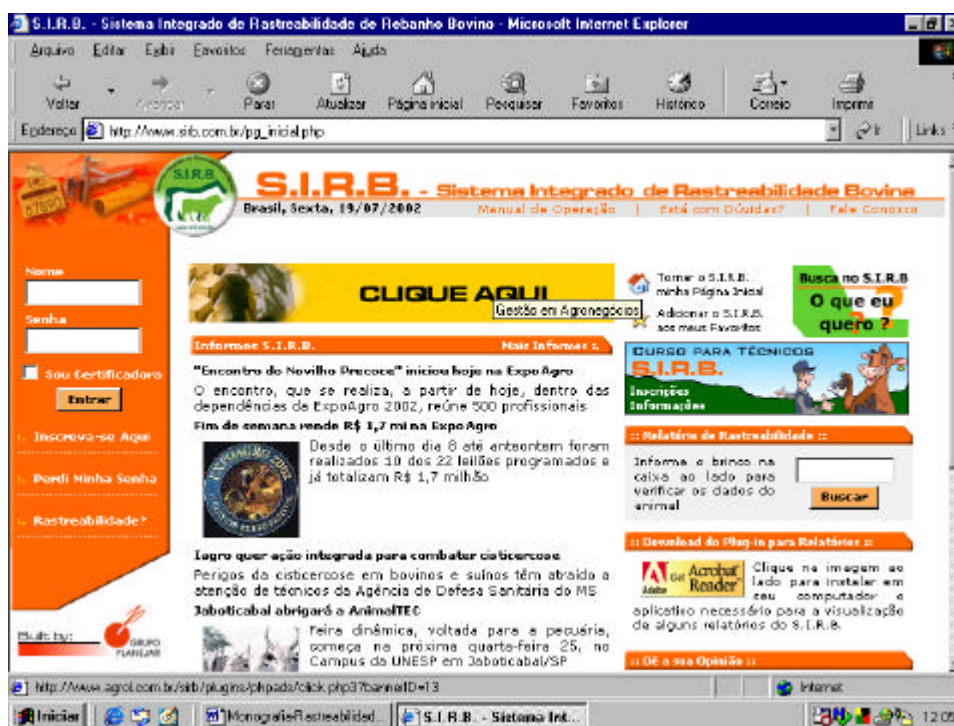 S.I.R.B. - Sistema Integrado de Rastreabilidade de Rebanho Bovino - Microsoft Internet Explorer
Arquivo Editar Exibir Favoritos Ferramentas Ajuda
Voltar Avançar Parar Atualizar Página inicial Pesquisar Favoritos Histórico Correio Imprimir
Endereço http://www.sirb.com.br/pg_inicial.php Ir Links
S.I.R.B.
S.I.R.B. - Sistema Integrado de Rastreabilidade Bovina
Brasil, Sexta, 19/07/2002 Manual de Operação | Está com Dúvidas? | Fale Conosco
Nome
Senha
Sou Certificadora
Entrar
Inscreva-se Aqui
Perdi Minha Senha
Rastreabilidade?
Built by:
GRUPO
PLANEJAR
CLIQUE AQUI
Gestão em Agronegócios
Informes S.I.R.B. Mais Informes ::.
"Encontro do Novilho Precoce" iniciou hoje na ExpoAgro
O encontro, que se realiza, a partir de hoje, dentro das
dependências da ExpoAgro 2002, reúne 500 profissionais
Fim de semana rende R$ 1,7 mi na ExpoAgro
EXPOAGRO 2002
Desde o último dia 8 até anteontem foram
realizados 10 dos 22 leilões programados e
já totalizam R$ 1,7 milhão
Iagro quer ação integrada para combater cisticercose
Perigos da cisticercose em bovinos e suínos têm atraído a
atenção de técnicos da Agência de Defesa Sanitária do MS
Jaboticabal abrigará a AnimalTEC
Feira dinâmica, voltada para a pecuária,
começa na próxima quarta-feira 25, no
Campus da UNESP em Jaboticabal/SP
Tornar o S.I.R.B.
minha Página Inicial
Adicionar o S.I.R.B.
aos meus Favoritos
Busca no S.I.R.B
O que eu
quero ?
CURSO PARA TÉCNICOS
S.I.R.B.
Inscrições
Informações
:: Relatório de Rastreabilidade ::
Informe o brinco na
caixa ao lado para
verificar os dados do
animal
Buscar
:: Download do Plug-in para Relatórios ::
Get Acrobat
Reader
Adobe
Clique na imagem ao
lado para instalar em
seu computador o
aplicativo necessário para a visualização
de alguns relatórios do S.I.R.B.
:: Dê a sua Opinião ::
http://www.agrol.com.br/sirb/plugins/phpads/click.php3?bannerID=13 Internet
Iniciar MonografiaRastreabilidad... S.I.R.B. - Sistema Int... 12:05